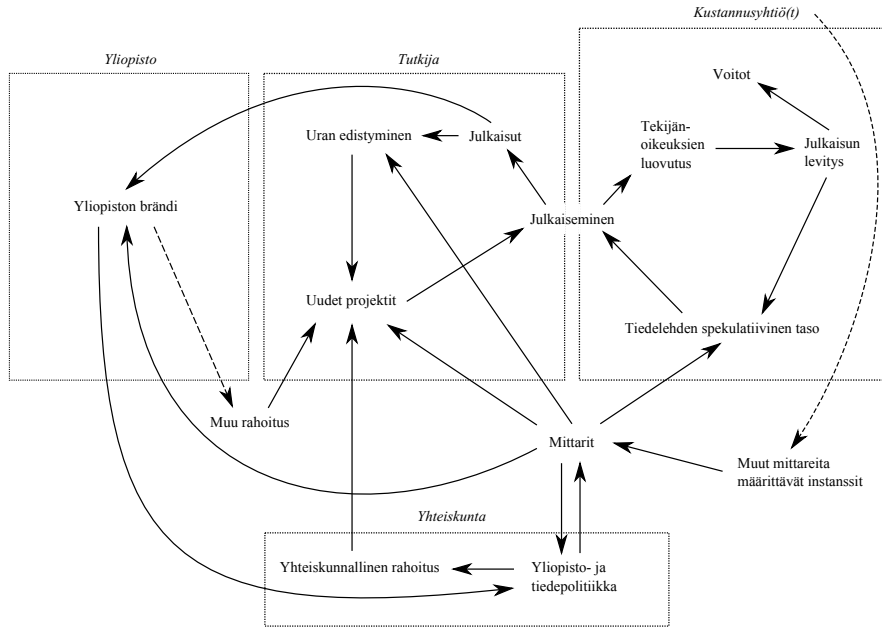 Kustannusyhtiö(t)
Yliopisto
Tutkija
Voitot
Uran edistyminen
Julkaisut
Tekijän-
oikeuksien
luovutus
Julkaisun
levitys
Yliopiston brändi
Julkaiseminen
Uudet projektit
Tiedelehden spekulatiivinen taso
Muu rahoitus
Mittarit
Muut mittareita
määrittävät instanssit
Yhteiskunta
Yhteiskunnallinen rahoitus
Yliopisto- ja
tiedepolitiikka